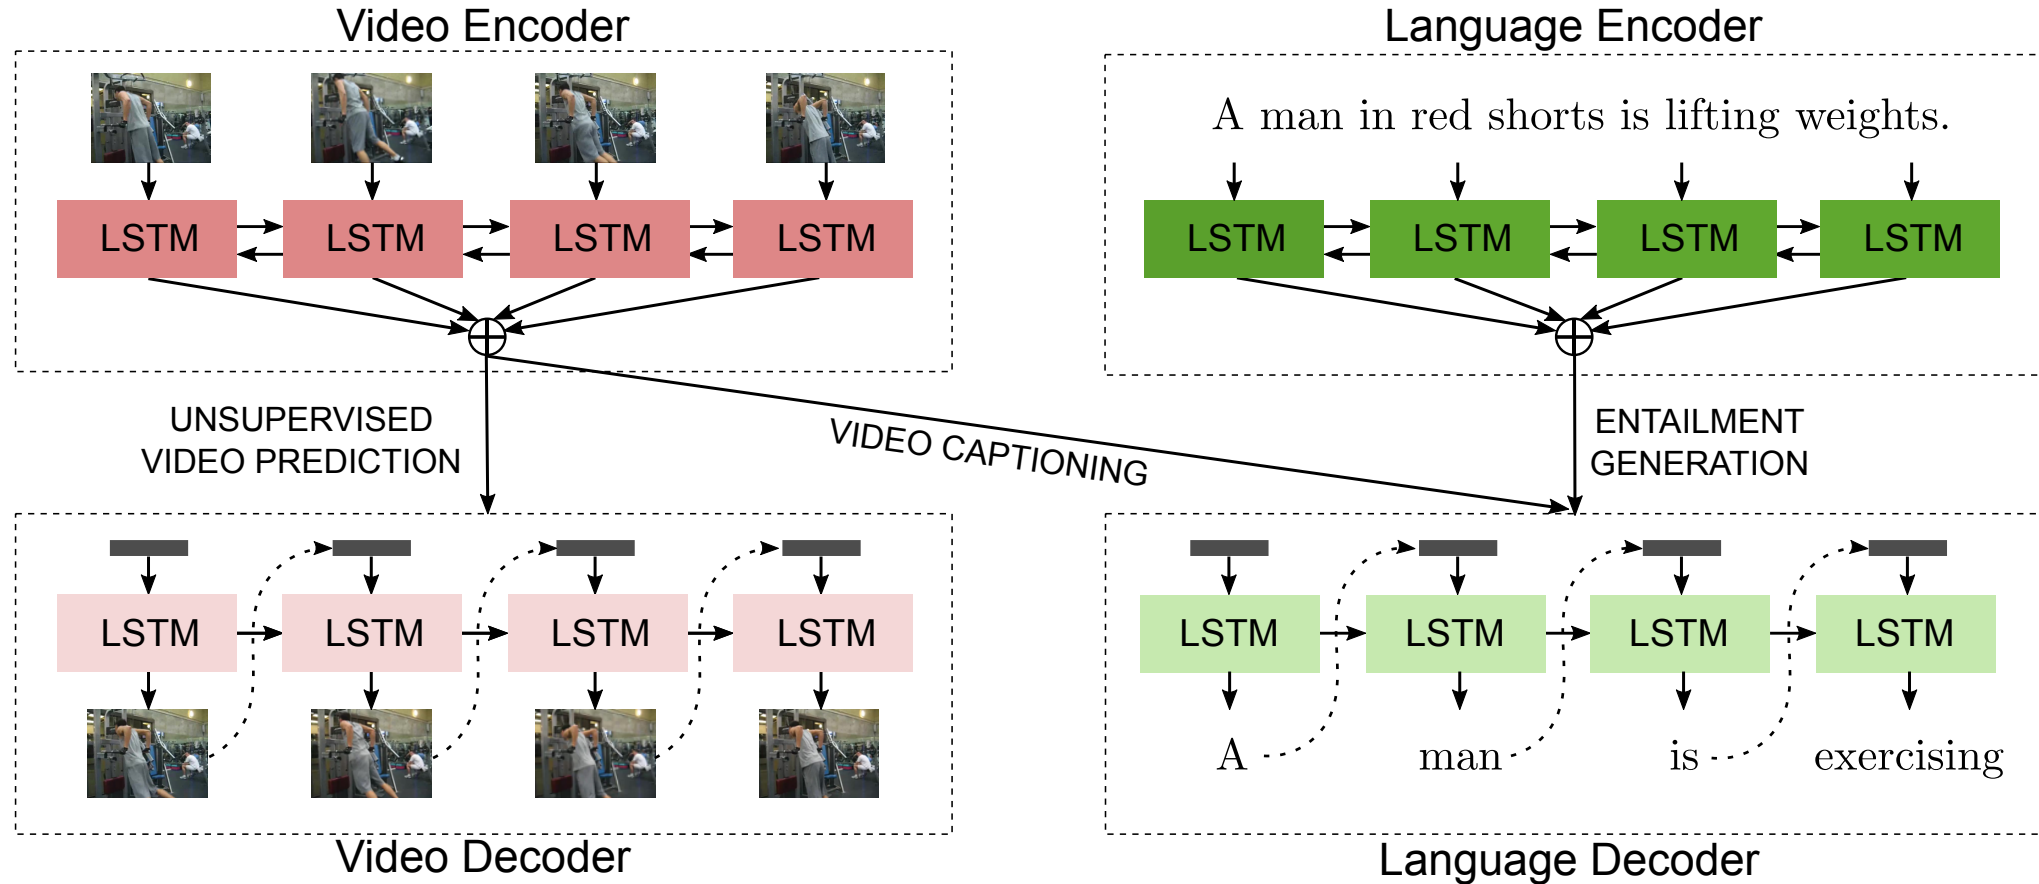 Video Encoder
Language Encoder
A man in red shorts is lifting weights.
LSTM LSTM LSTM LSTM
LSTM LSTM LSTM LSTM
UNSUPERVISED
VIDEO PREDICTION
VIDEO CAPTIONING
ENTAILMENT
GENERATION
LSTM LSTM LSTM LSTM
LSTM LSTM LSTM LSTM
A man is exercising
Video Decoder
Language Decoder